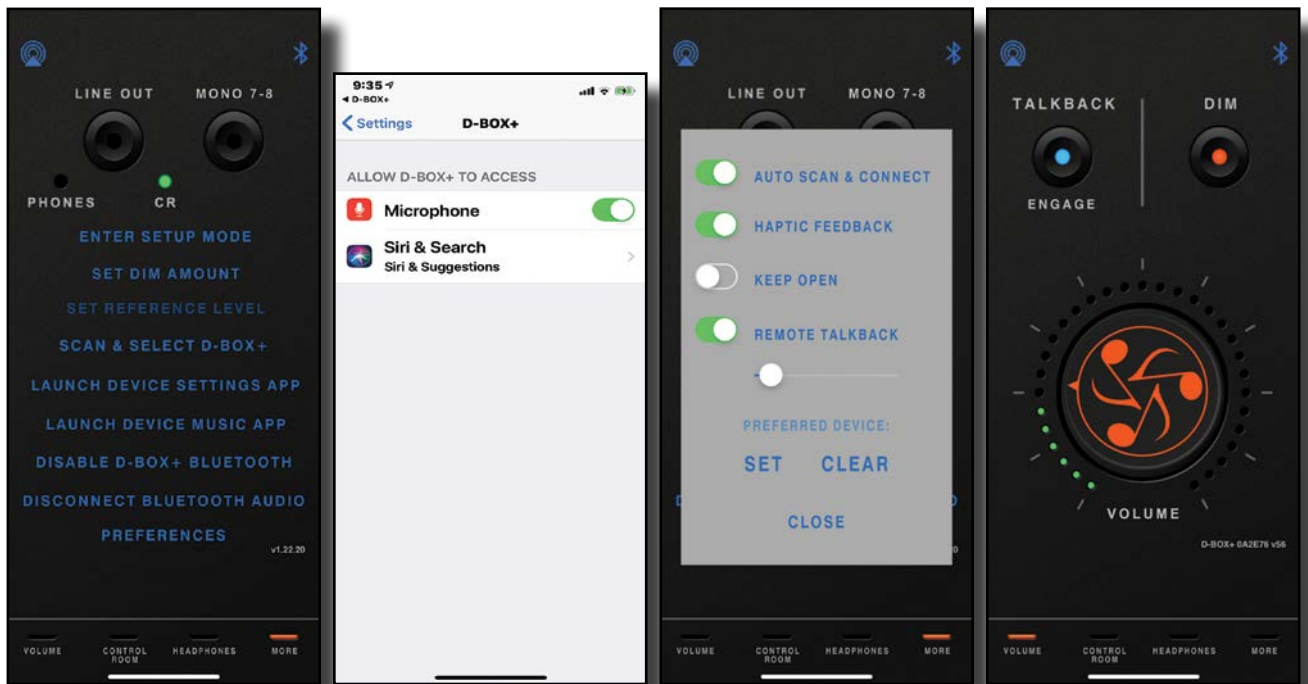 LINE OUT MONO 7-8
PHONES CR
ENTER SETUP MODE
SET DIM AMOUNT
SET REFERENCE LEVEL
SCAN & SELECT D-BOX+
LAUNCH DEVICE SETTINGS APP
LAUNCH DEVICE MUSIC APP
DISABLE D-BOX+ BLUETOOTH
DISCONNECT BLUETOOTH AUDIO
PREFERENCES
v1.22.20
VOLUME CONTROL ROOM HEADPHONES MORE
9:35
D-BOX+
Settings D-BOX+
ALLOW D-BOX+ TO ACCESS
Microphone
Siri & Search
Siri & Suggestions
LINE OUT MONO 7-8
AUTO SCAN & CONNECT
HAPTIC FEEDBACK
KEEP OPEN
REMOTE TALKBACK
PREFERRED DEVICE:
SET CLEAR
CLOSE
VOLUME CONTROL ROOM HEADPHONES MORE
TALKBACK DIM
ENGAGE
VOLUME
D-BOX+ 0A2E76 v56
VOLUME CONTROL ROOM HEADPHONES MORE